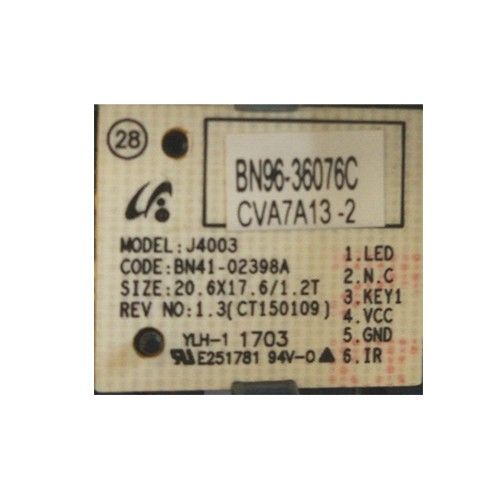 28
BN96-36076C
CVA7A13-2
MODEL:J4003
CODE:BN41-02398A
SIZE:20.6X17.6/1.2T
REV NO:1.3(CT150109)
YLH-1 1703
E251781 94V-0
1.LED
2.N.C
3.KEY1
4.VCC
5.GND
6.IR